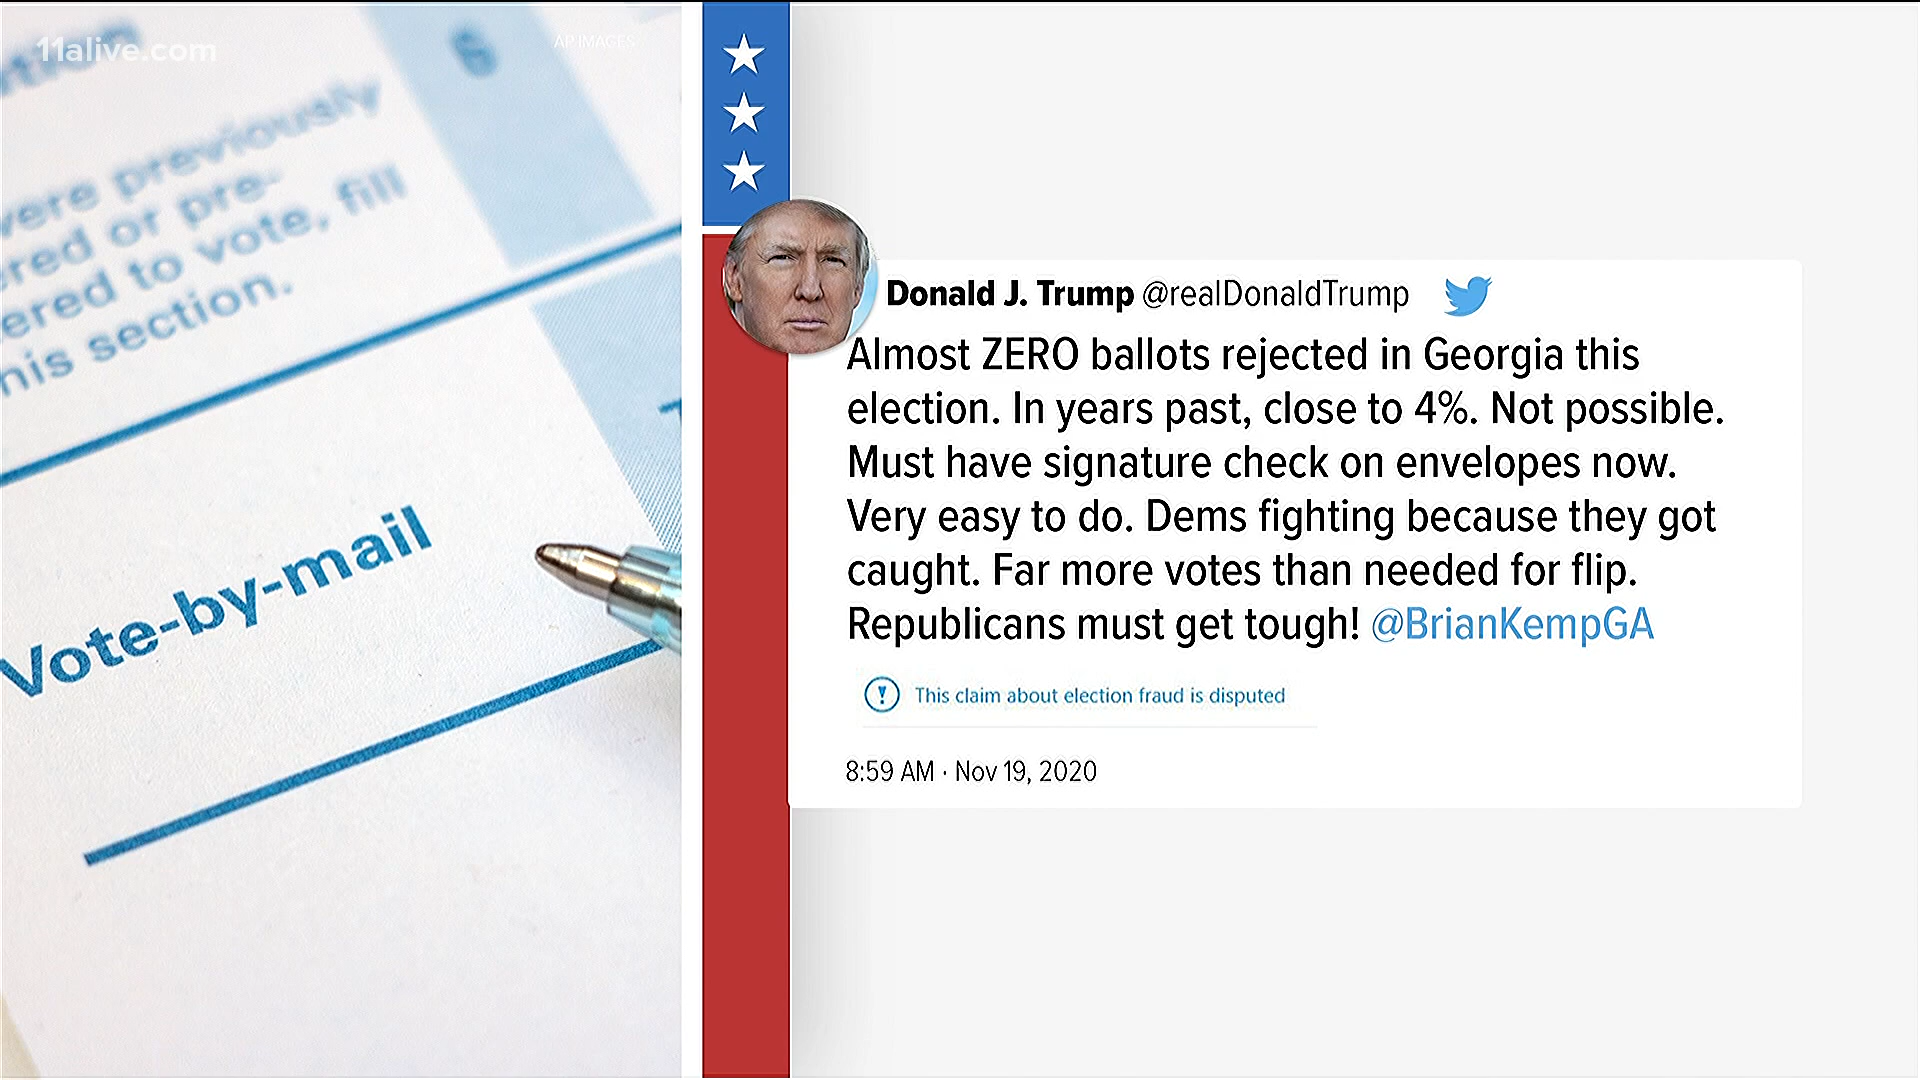 11alive.com
AP IMAGES
6
were previously
ered or pre-
ered to vote, fill
his section.
Vote-by-mail
Donald J. Trump @realDonaldTrump
Almost ZERO ballots rejected in Georgia this
election. In years past, close to 4%. Not possible.
Must have signature check on envelopes now.
Very easy to do. Dems fighting because they got
caught. Far more votes than needed for flip.
Republicans must get tough! @BrianKempGA
This claim about election fraud is disputed
8:59 AM · Nov 19, 2020